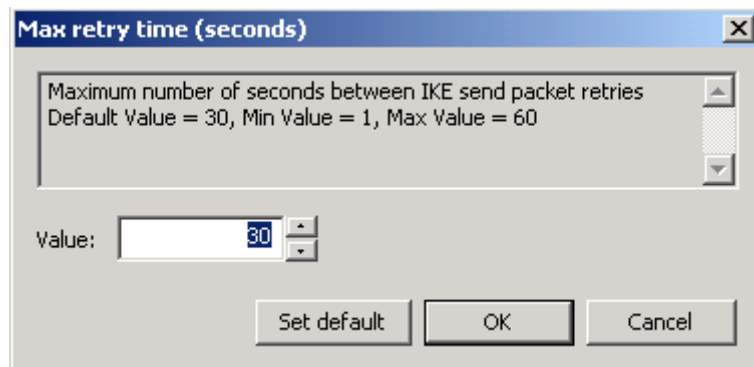 Max retry time (seconds)
Maximum number of seconds between IKE send packet retries
Default Value = 30, Min Value = 1, Max Value = 60
Value: 30
Set default OK Cancel